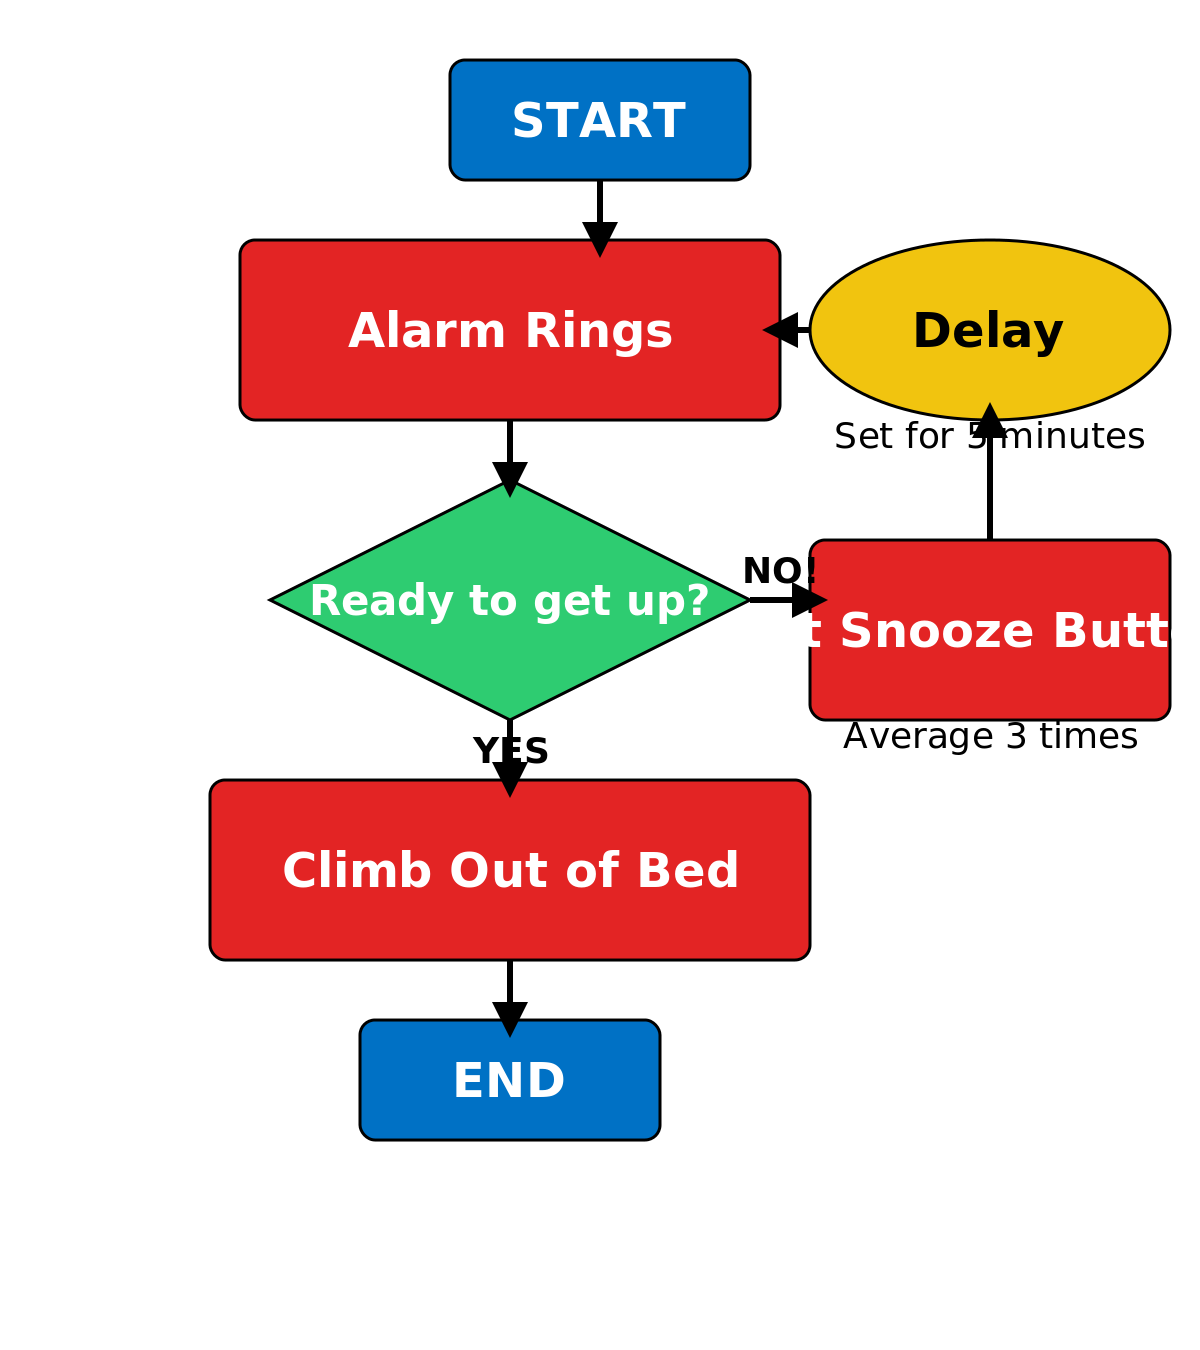 START
Alarm Rings
Delay
Set for 5 minutes
Ready to get up?
NO!
t Snooze Butt
Average 3 times
YES
Climb Out of Bed
END